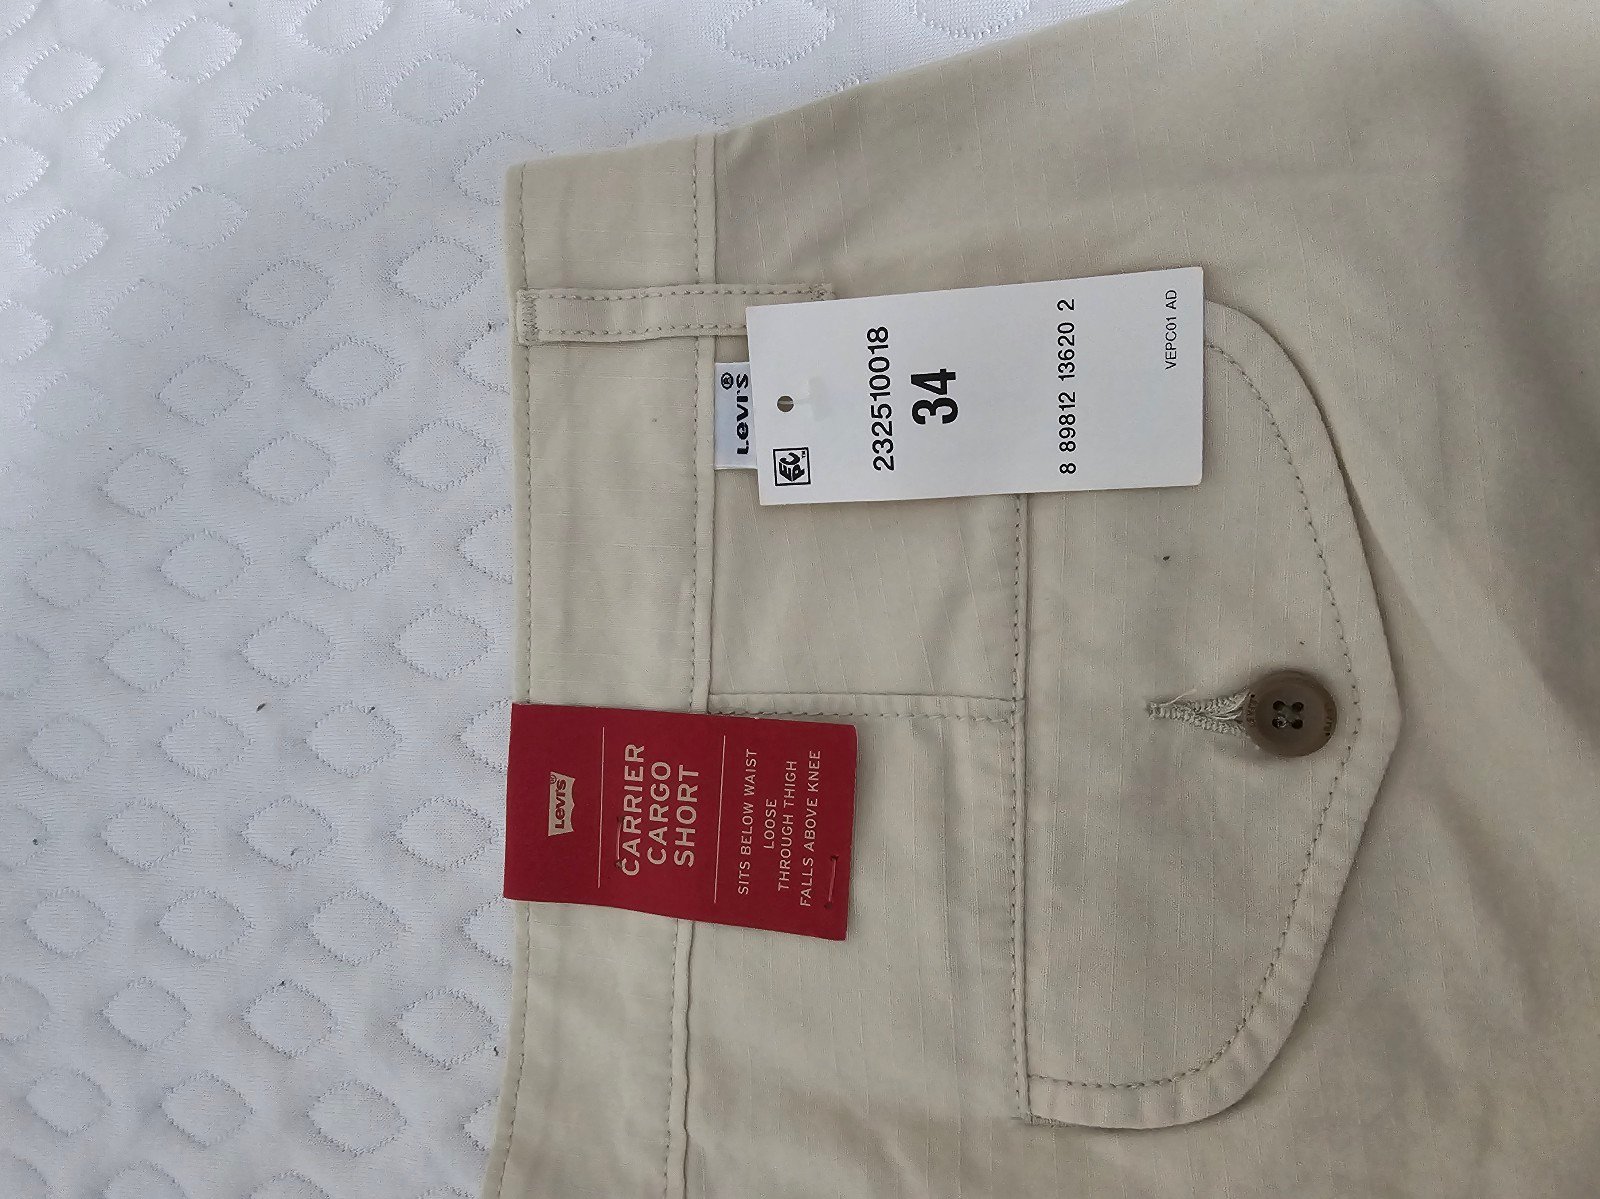 Levi's®
EPC™
232510018
34
8 89812 13620 2
VEPC01 AD
Levi's®
CARRIER
CARGO
SHORT
SITS BELOW WAIST
LOOSE
THROUGH THIGH
FALLS ABOVE KNEE